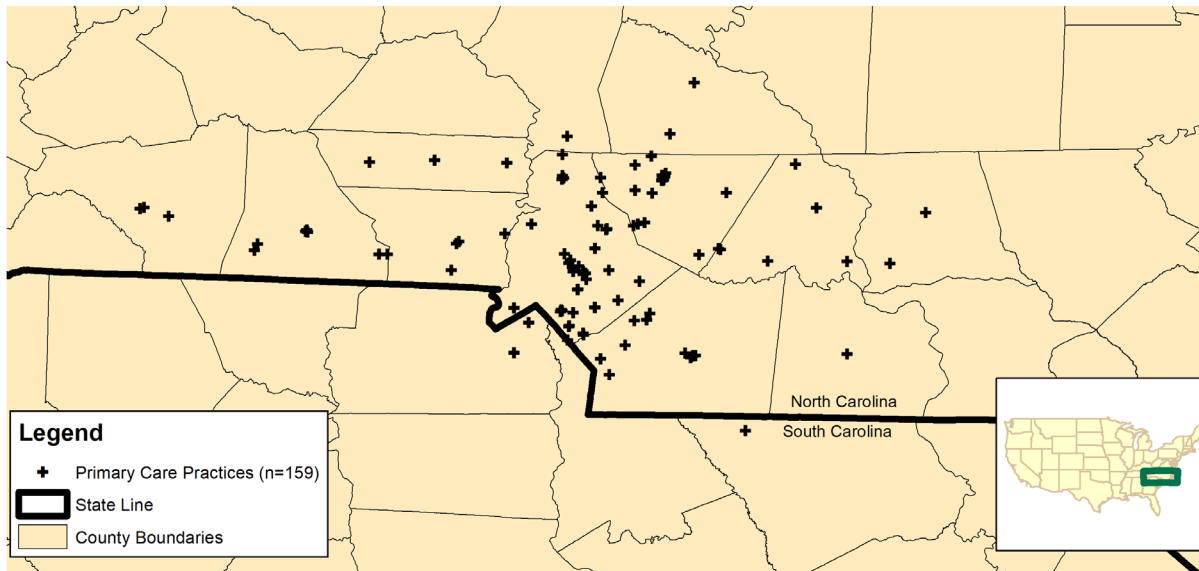 North Carolina
South Carolina
Legend
Primary Care Practices (n=159)
State Line
County Boundaries